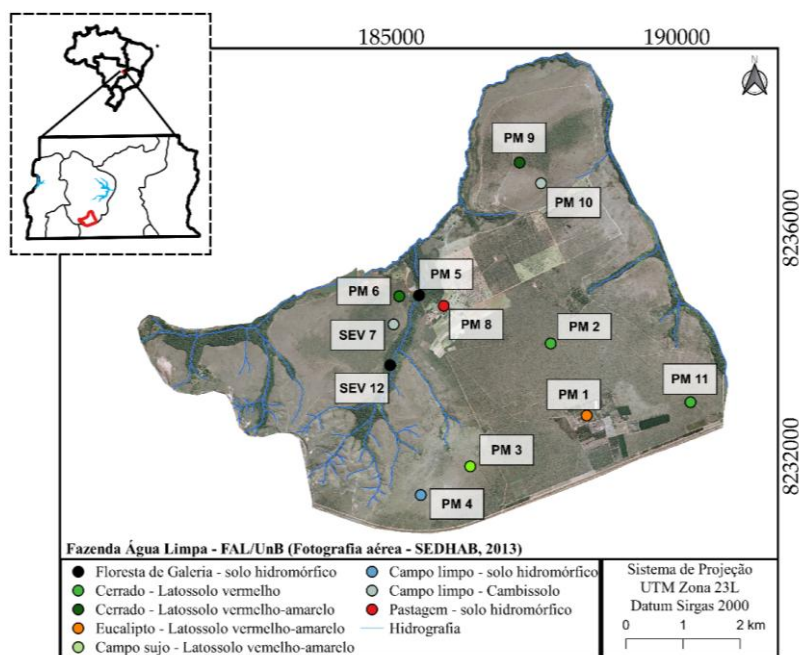 185000 190000
N
PM 9
PM 10
8236000
PM 5
PM 6
PM 8
SEV 7
PM 2
SEV 12
PM 11
PM 1
PM 3
8232000
PM 4
Fazenda Água Limpa - FAL/UnB (Fotografia aérea - SEDHAB, 2013)
Floresta de Galeria - solo hidromórfico
Cerrado - Latossolo vermelho
Cerrado - Latossolo vermelho-amarelo
Eucalipto - Latossolo vermelho-amarelo
Campo sujo - Latossolo vemelho-amarelo
Campo limpo - solo hidromórfico
Campo limpo - Cambissolo
Pastagem - solo hidromórfico
Hidrografia
Sistema de Projeção
UTM Zona 23L
Datum Sirgas 2000
0 1 2 km